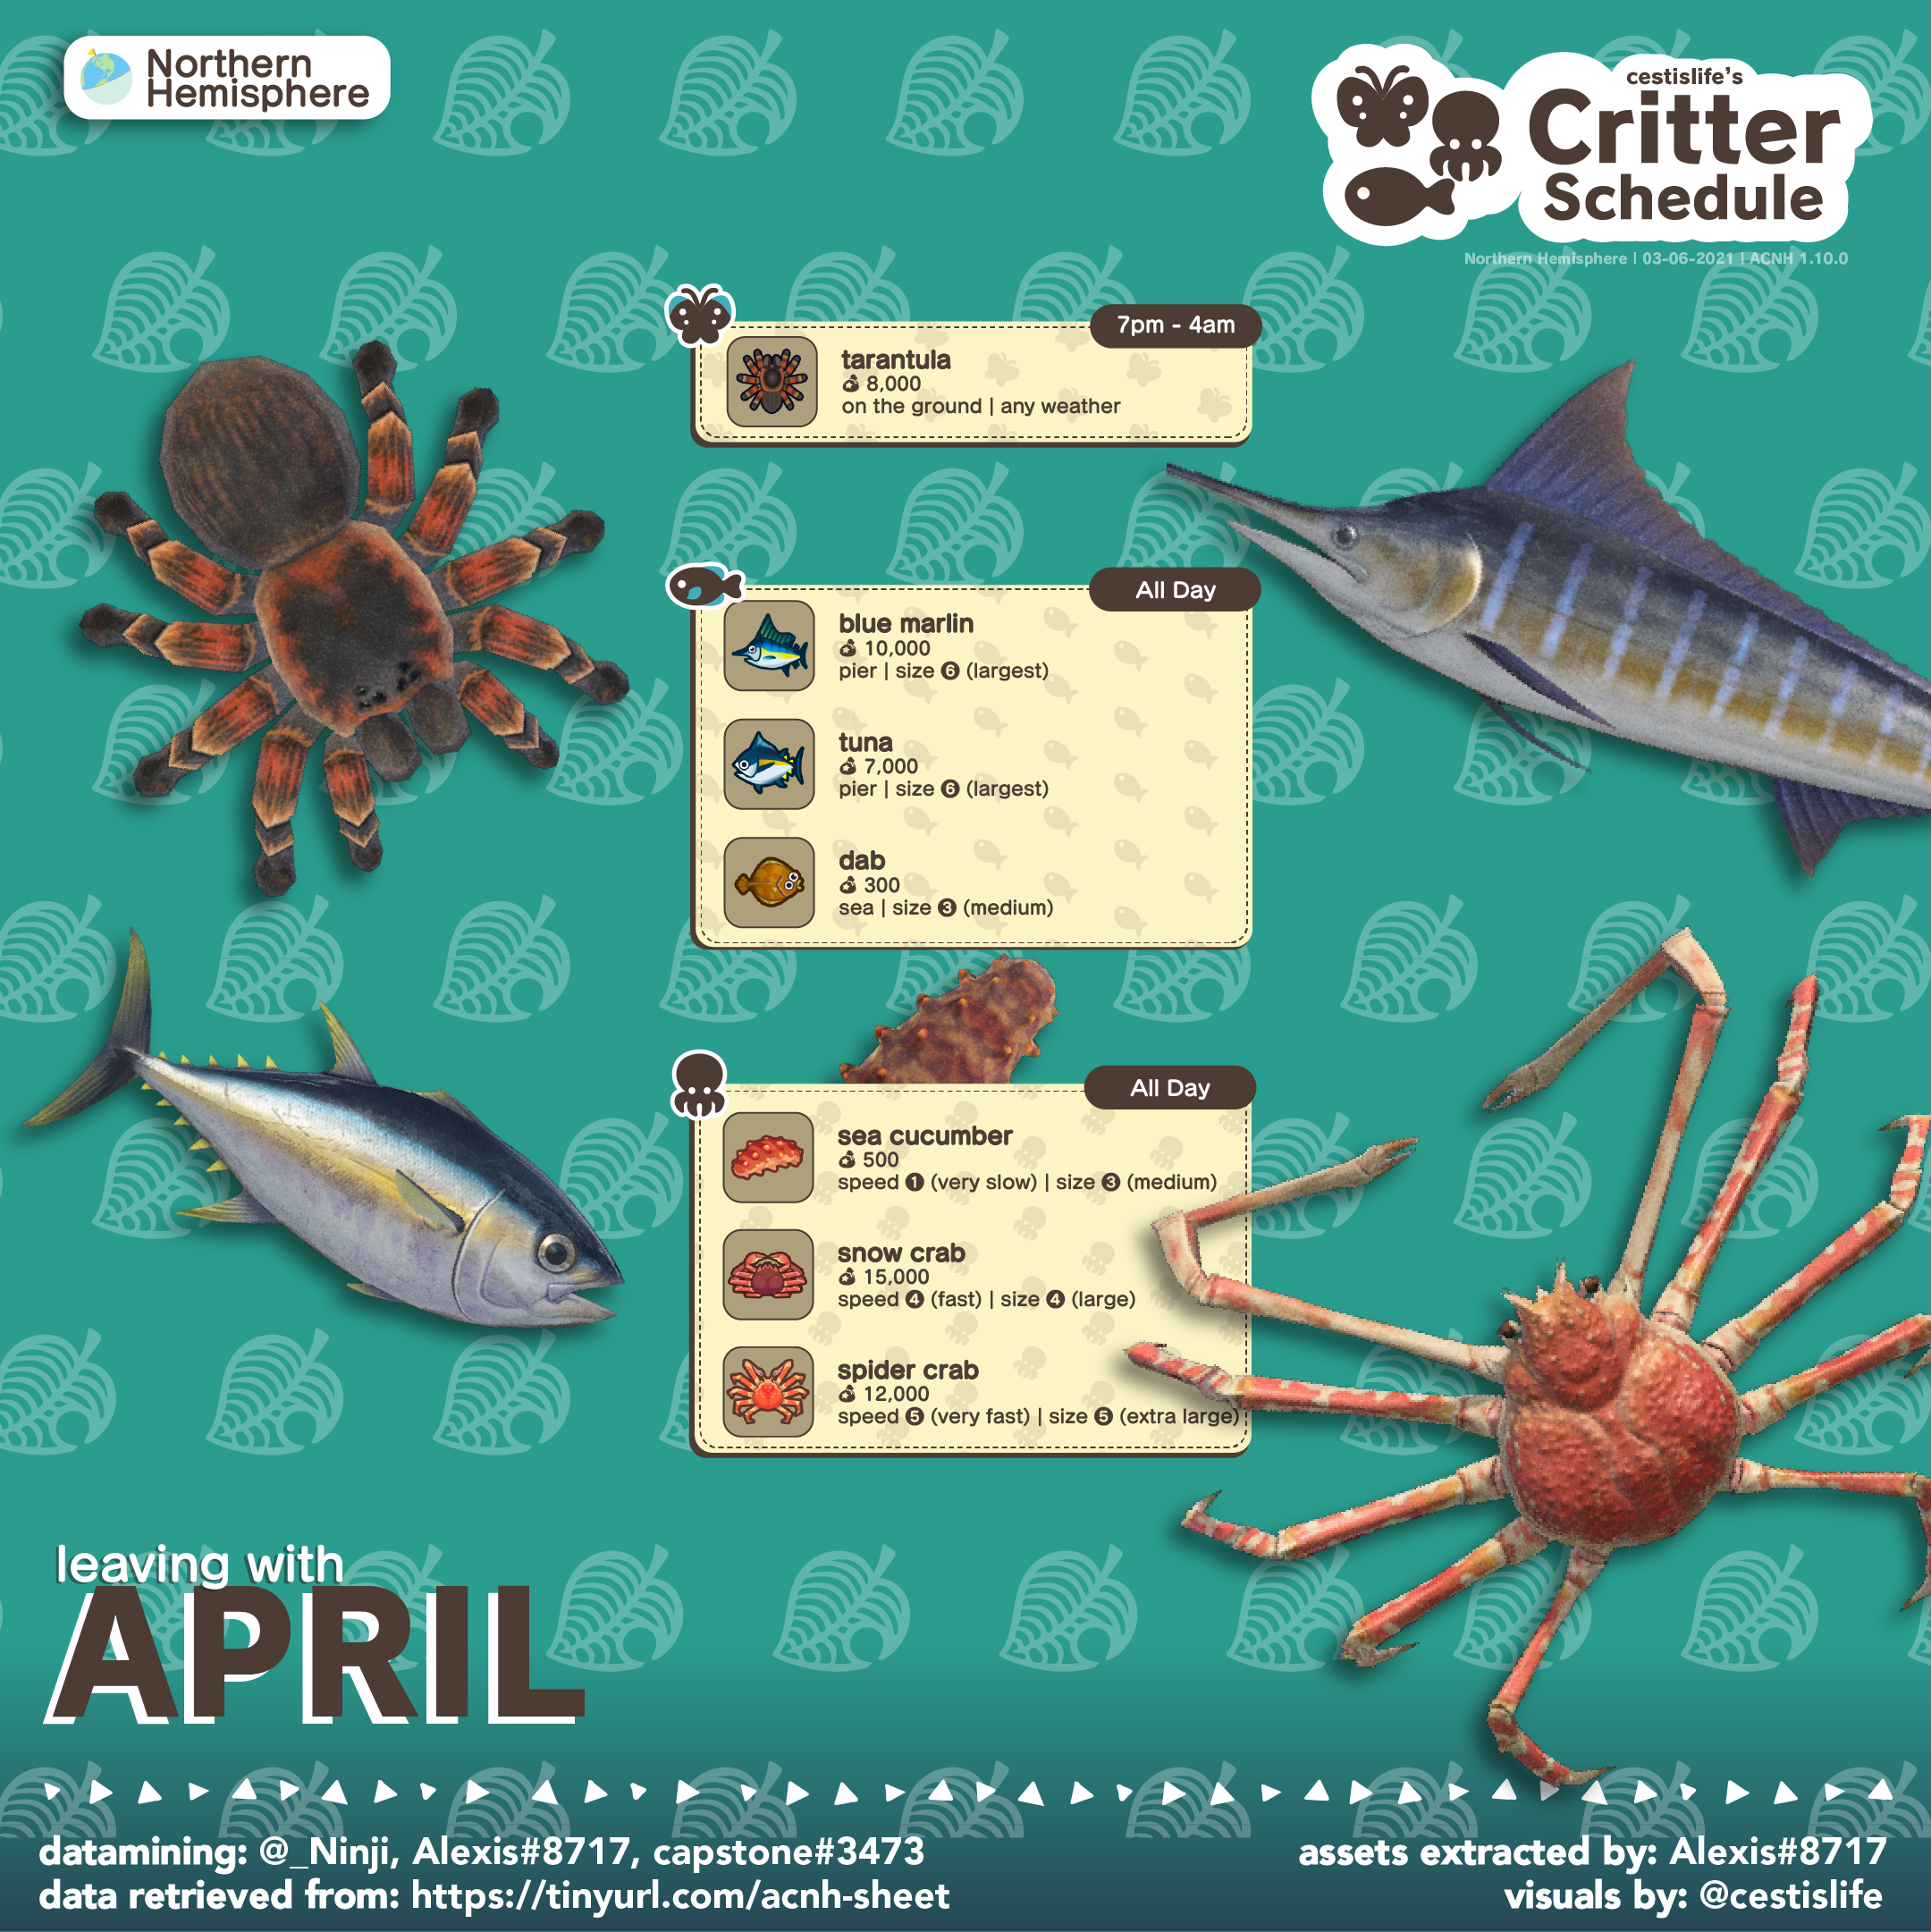 Northern
Hemisphere
cestislife's
Critter
Schedule
Northern Hemisphere | 03-06-2021 | ACNH 1.10.0
7pm - 4am
tarantula
8,000
on the ground | any weather
All Day
blue marlin
10,000
pier | size 6 (largest)
tuna
7,000
pier | size 6 (largest)
dab
300
sea | size 3 (medium)
All Day
sea cucumber
500
speed 1 (very slow) | size 3 (medium)
snow crab
15,000
speed 4 (fast) | size 4 (large)
spider crab
12,000
speed 5 (very fast) | size 5 (extra large)
leaving with
APRIL
datamining: @_Ninji, Alexis#8717, capstone#3473
data retrieved from: https://tinyurl.com/acnh-sheet
assets extracted by: Alexis#8717
visuals by: @cestislife